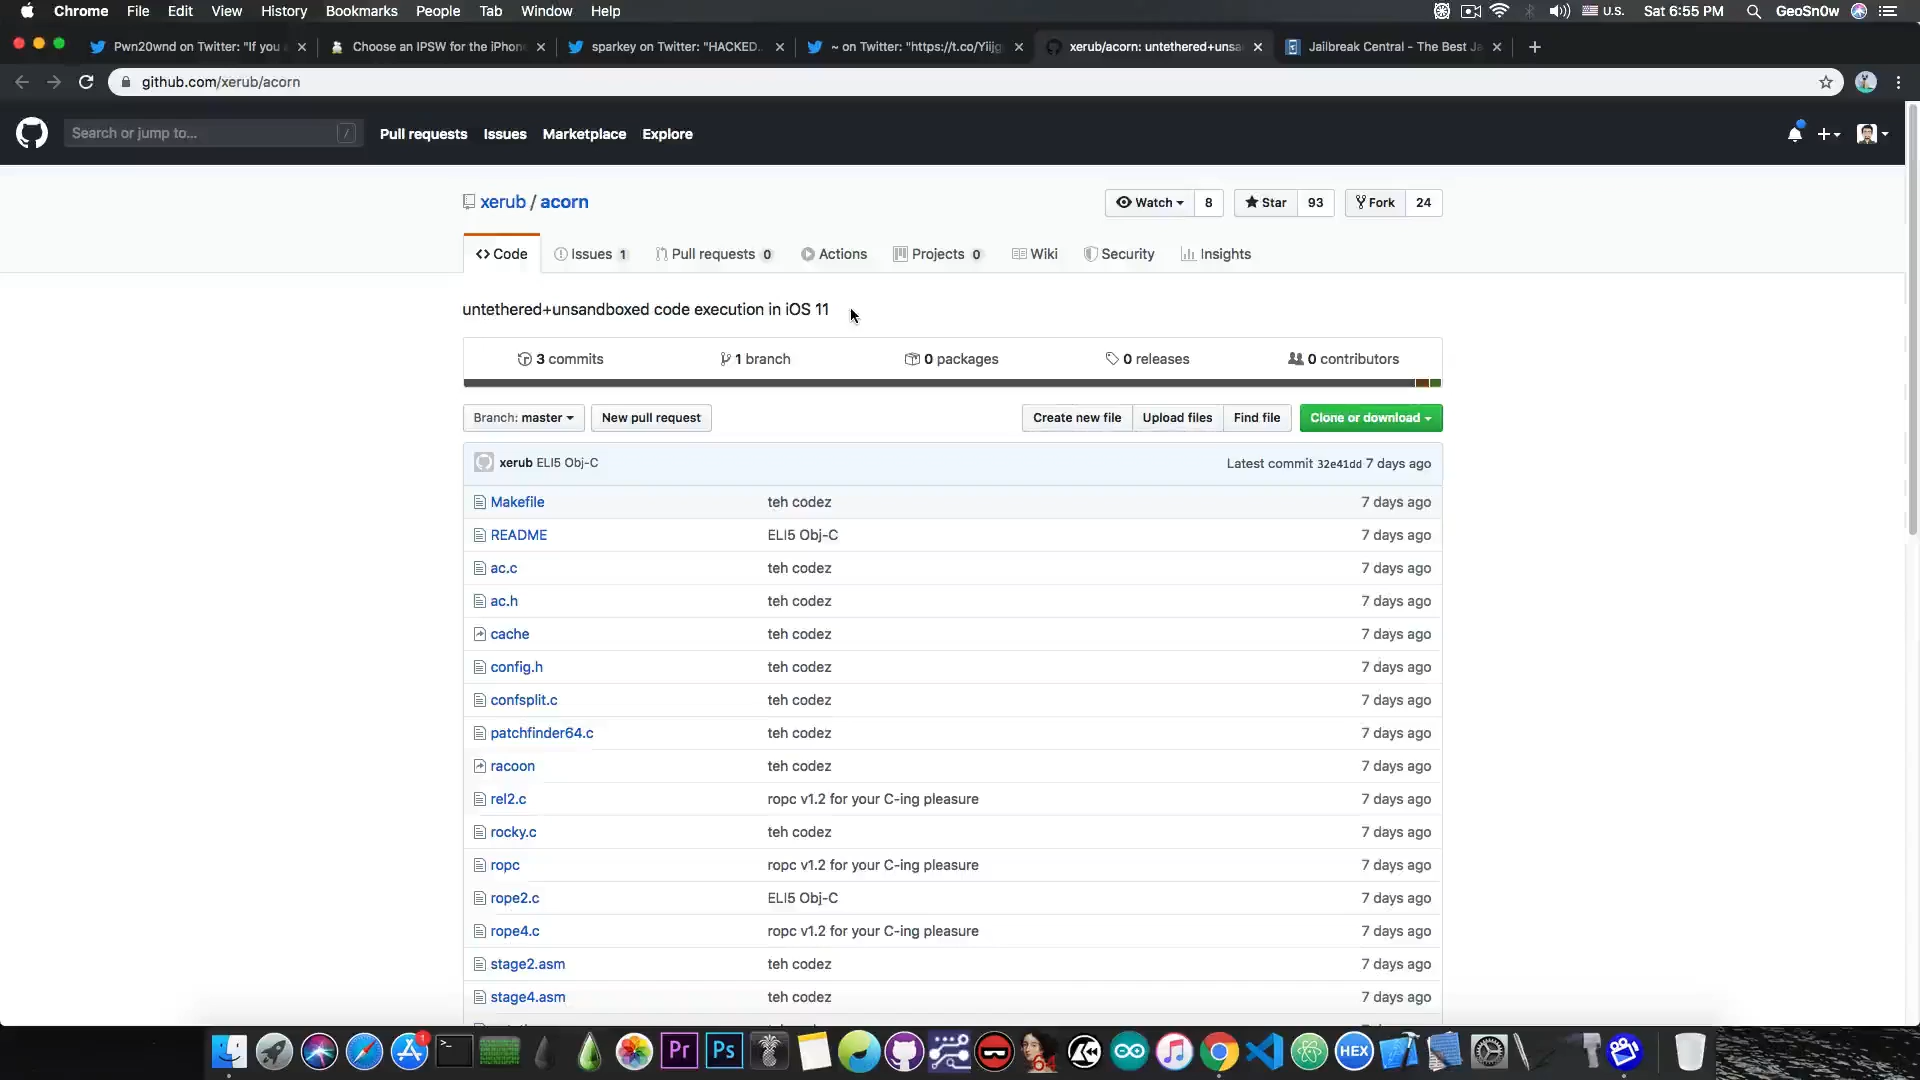 Chrome File Edit View History Bookmarks People Tab Window Help U.S. Sat 6:55 PM GeoSn0w
Pwn20wnd on Twitter: "If you Choose an IPSW for the iPhon sparkey on Twitter: "HACKED.. ~ on Twitter: "https://t.co/Yiijg xerub/acorn: untethered+unsa Jailbreak Central - The Best Ja
github.com/xerub/acorn
Search or jump to... / Pull requests Issues Marketplace Explore
xerub / acorn Watch 8 Star 93 Fork 24
Code Issues 1 Pull requests 0 Actions Projects 0 Wiki Security Insights
untethered+unsandboxed code execution in iOS 11
3 commits 1 branch 0 packages 0 releases 0 contributors
Branch: master New pull request Create new file Upload files Find file Clone or download
xerub ELI5 Obj-C Latest commit 32e41dd 7 days ago
Makefile teh codez 7 days ago
README ELI5 Obj-C 7 days ago
ac.c teh codez 7 days ago
ac.h teh codez 7 days ago
cache teh codez 7 days ago
config.h teh codez 7 days ago
confsplit.c teh codez 7 days ago
patchfinder64.c teh codez 7 days ago
racoon teh codez 7 days ago
rel2.c ropc v1.2 for your C-ing pleasure 7 days ago
rocky.c teh codez 7 days ago
ropc ropc v1.2 for your C-ing pleasure 7 days ago
rope2.c ELI5 Obj-C 7 days ago
rope4.c ropc v1.2 for your C-ing pleasure 7 days ago
stage2.asm teh codez 7 days ago
stage4.asm teh codez 7 days ago
1 Pr Ps 64 HEX